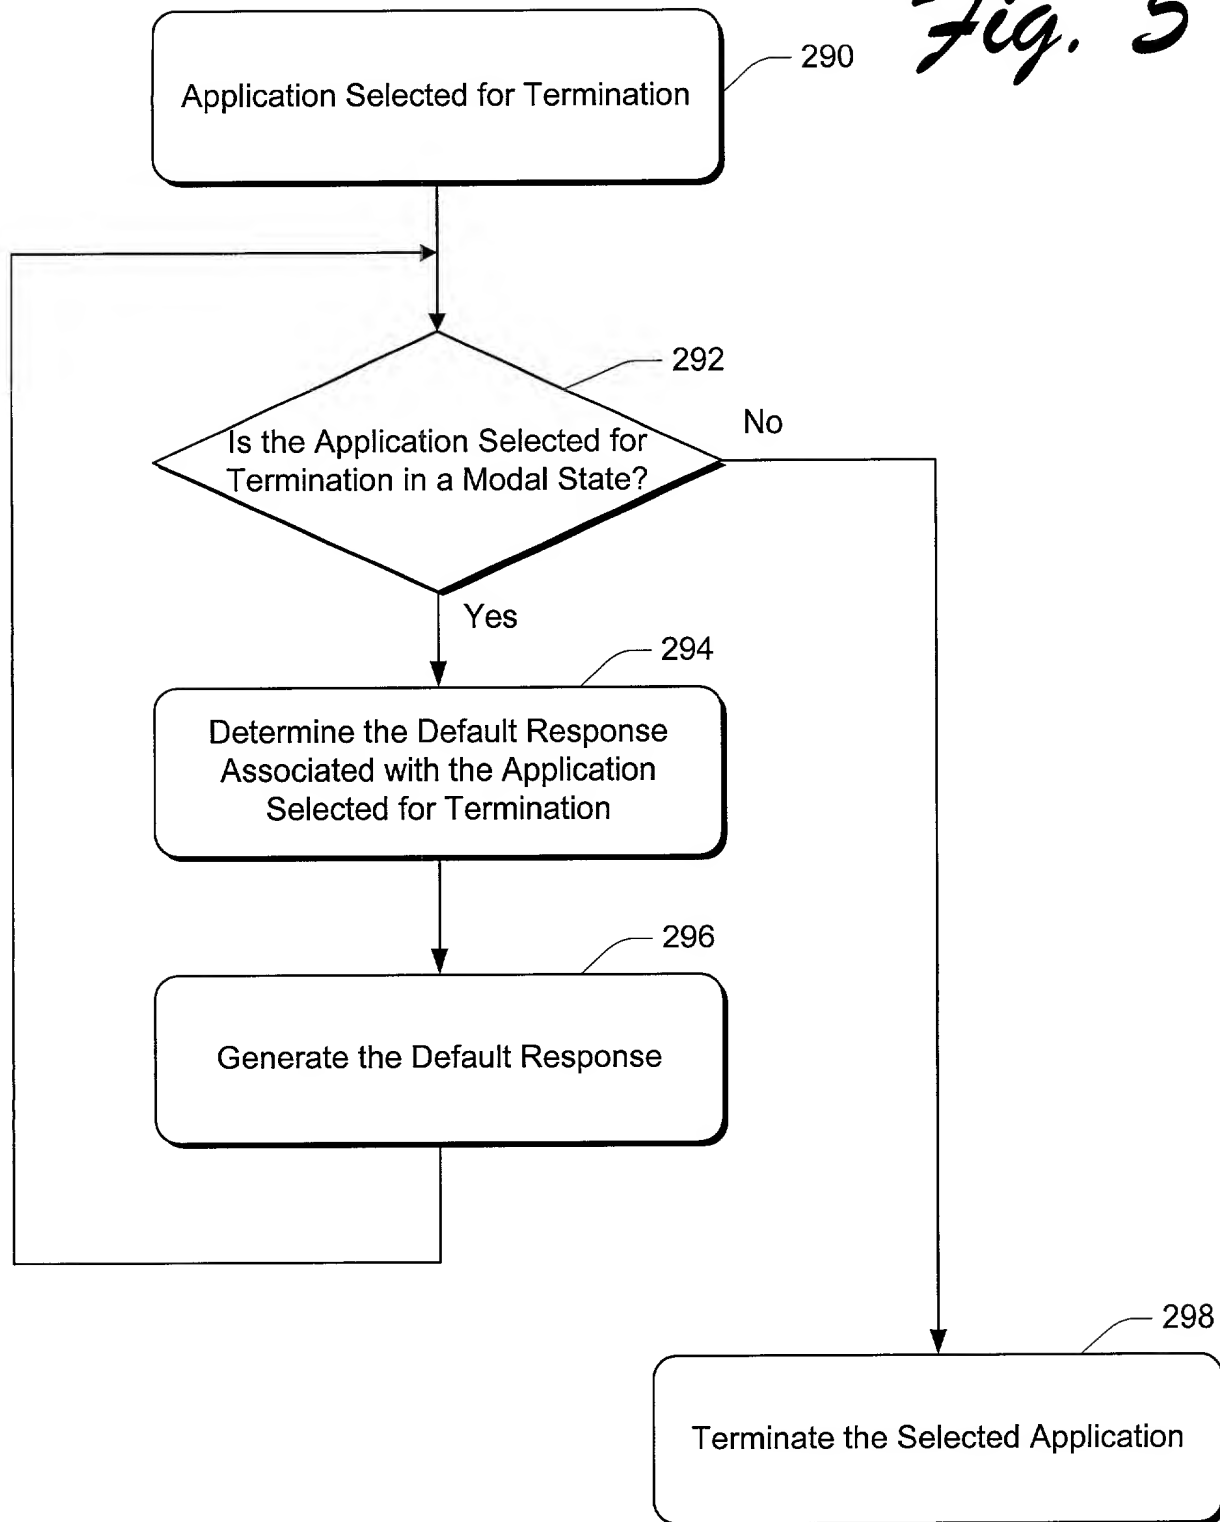 Fig. 5
Application Selected for Termination
290
292
Is the Application Selected for
Termination in a Modal State?
No
Yes
294
Determine the Default Response
Associated with the Application
Selected for Termination
296
Generate the Default Response
298
Terminate the Selected Application